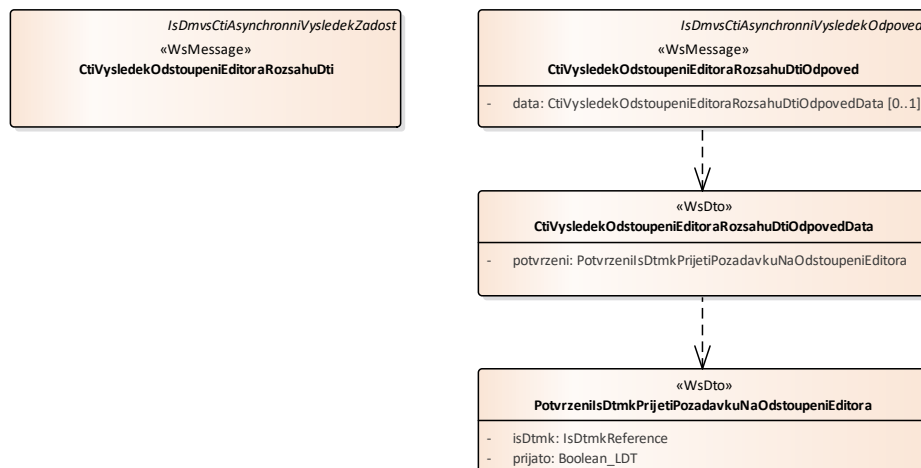 IsDmvsCtiAsynchronniVysledekZadost
«WsMessage»
CtiVysledekOdstoupeniEditoraRozsahuDti
IsDmvsCtiAsynchronniVysledekOdpoved
«WsMessage»
CtiVysledekOdstoupeniEditoraRozsahuDtiOdpoved
- data: CtiVysledekOdstoupeniEditoraRozsahuDtiOdpovedData [0..1]
«WsDto»
CtiVysledekOdstoupeniEditoraRozsahuDtiOdpovedData
- potvrzeni: PotvrzeniIsDtmkPrijetiPozadavkuNaOdstoupeniEditora
«WsDto»
PotvrzeniIsDtmkPrijetiPozadavkuNaOdstoupeniEditora
- isDtmk: IsDtmkReference
- prijato: Boolean_LDT